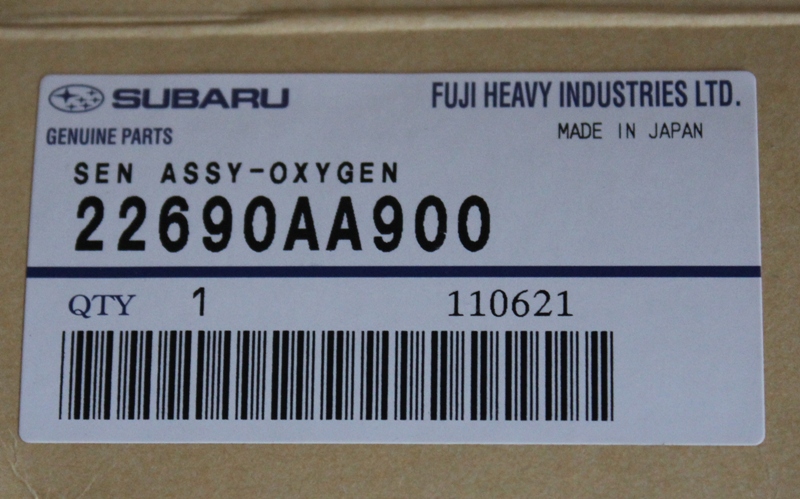 SUBARU
FUJI HEAVY INDUSTRIES LTD.
GENUINE PARTS
MADE IN JAPAN
SEN ASSY-OXYGEN
22690AA900
QTY 1 110621